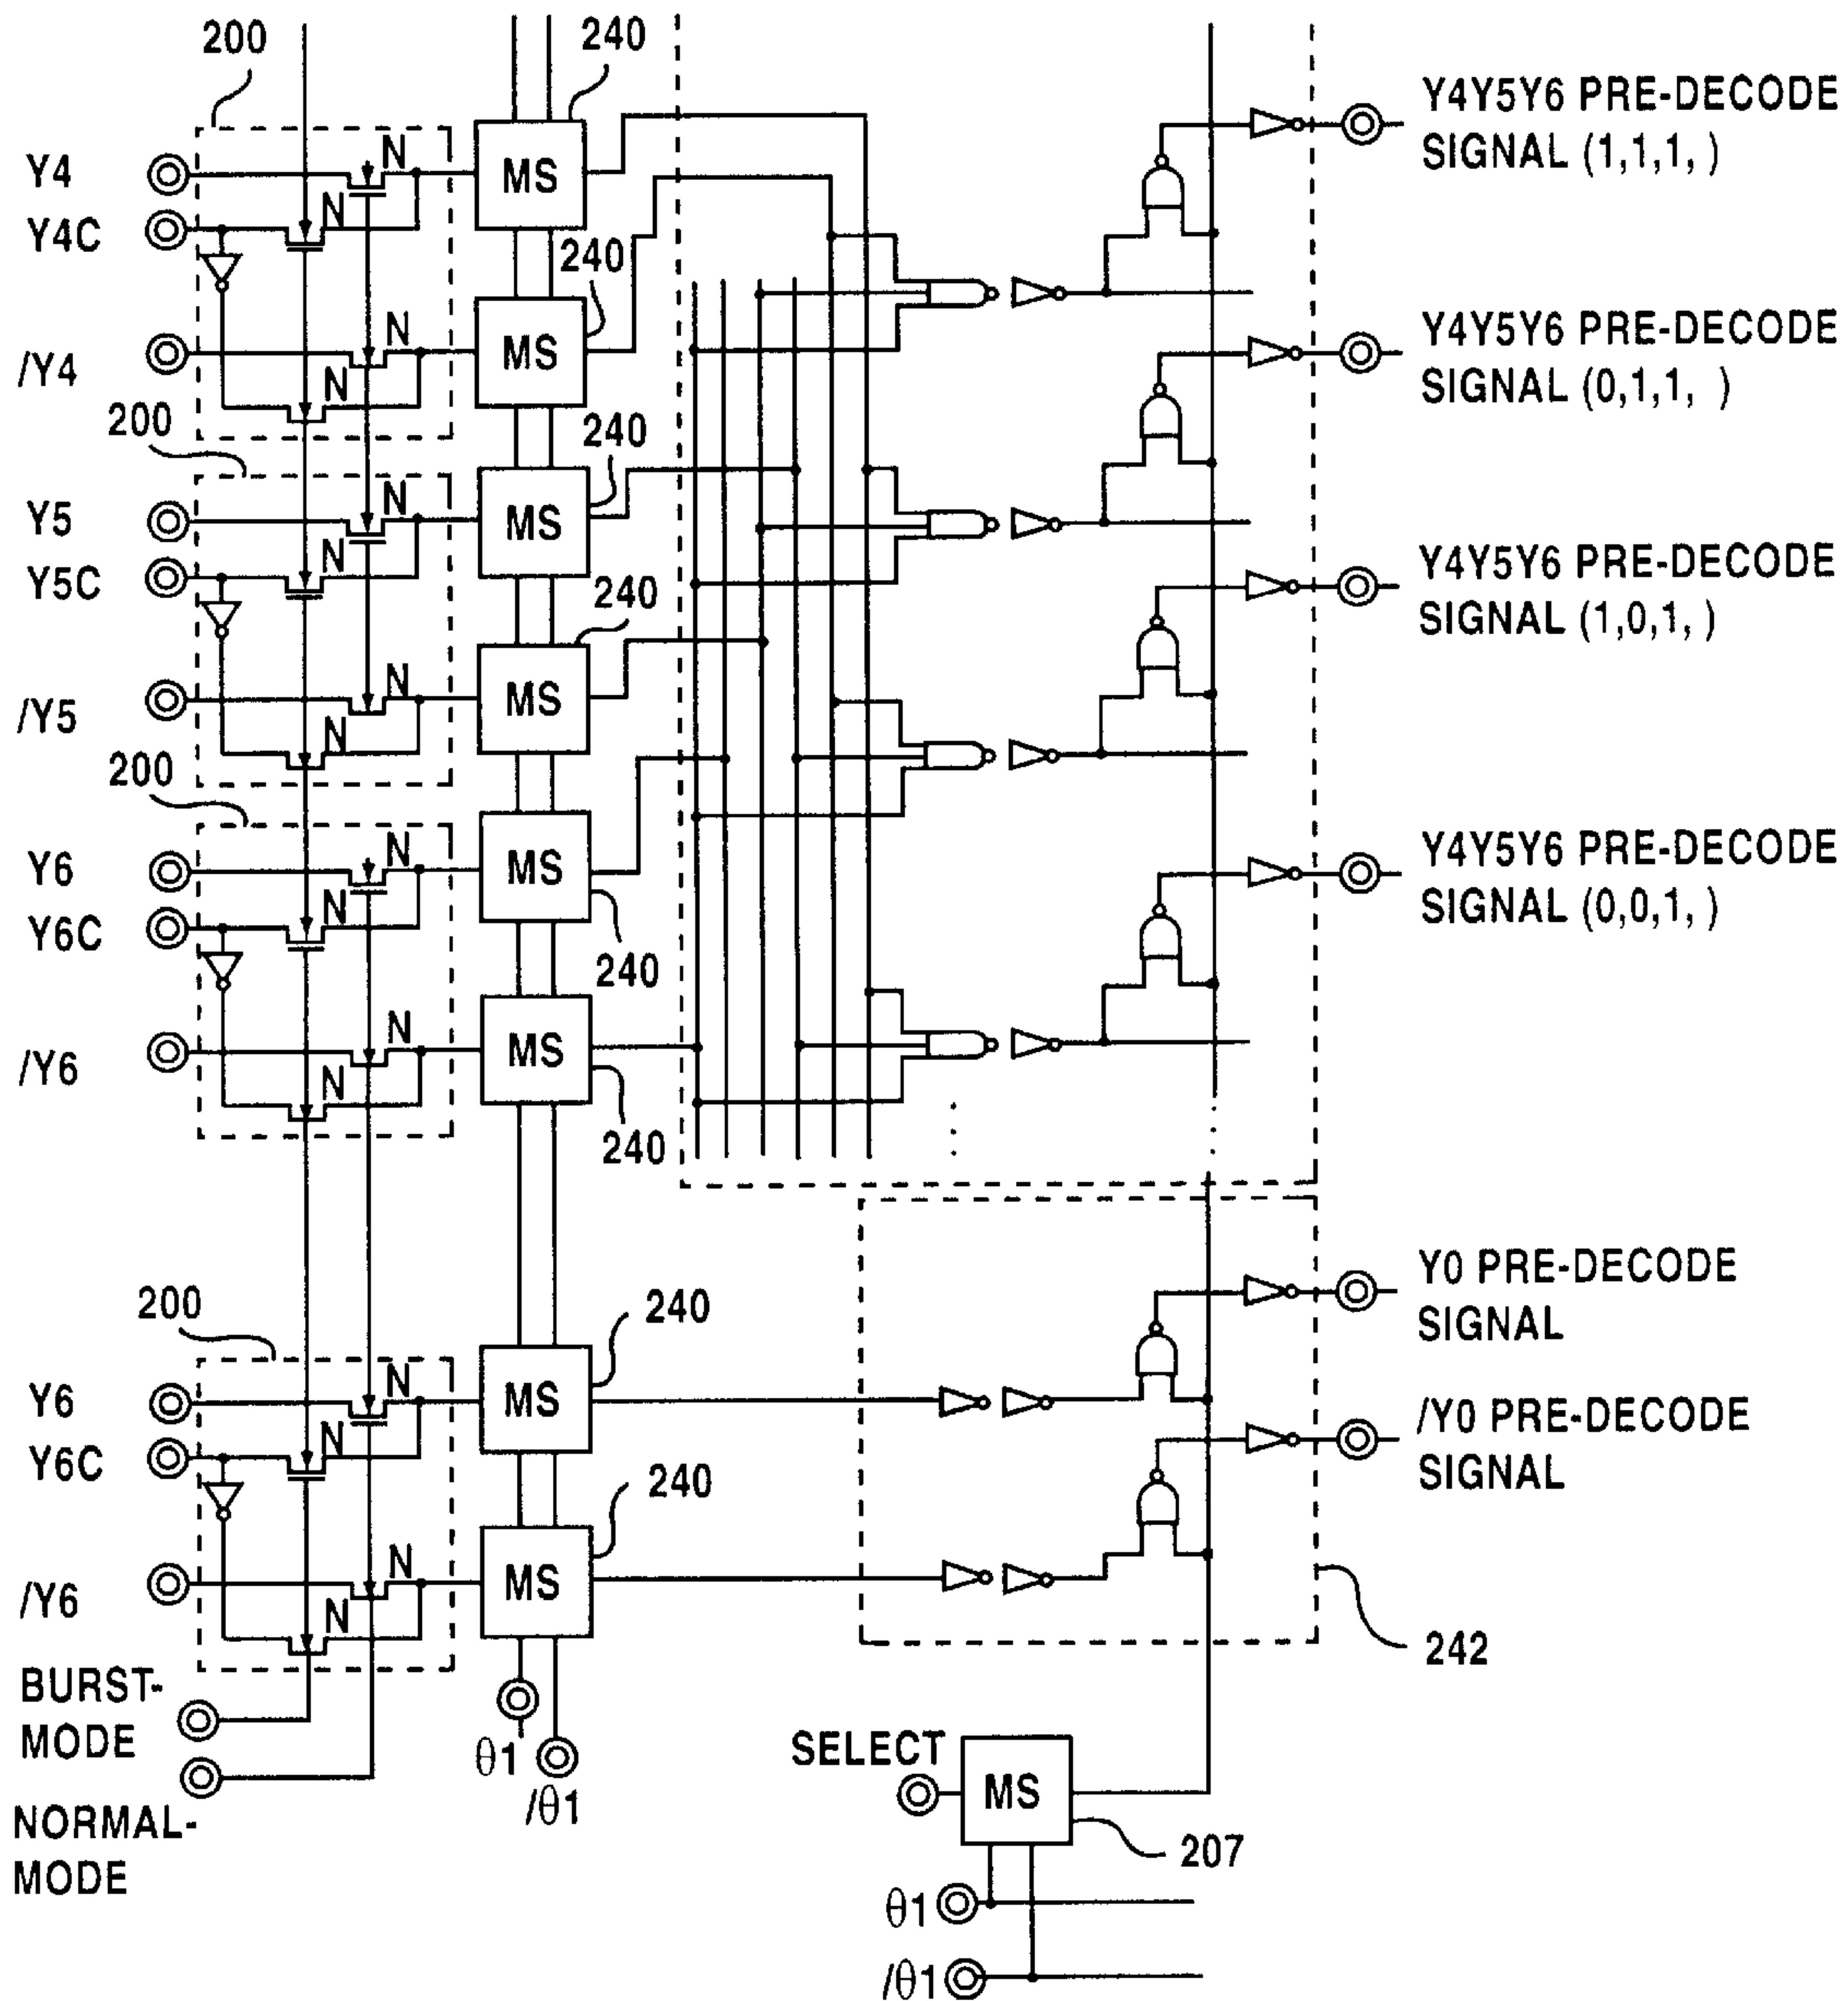 200
240
Y4
N
MS
Y4C
N
240
/Y4
N
MS
N
200
240
Y5
N
MS
Y5C
N
240
/Y5
N
MS
N
200
Y6
N
MS
Y6C
N
240
/Y6
N
MS
N
240
Y4Y5Y6 PRE-DECODE
SIGNAL (1,1,1, )
Y4Y5Y6 PRE-DECODE
SIGNAL (0,1,1, )
Y4Y5Y6 PRE-DECODE
SIGNAL (1,0,1, )
Y4Y5Y6 PRE-DECODE
SIGNAL (0,0,1, )
200
240
Y6
N
MS
Y6C
N
240
/Y6
N
MS
N
Y0 PRE-DECODE
SIGNAL
/Y0 PRE-DECODE
SIGNAL
242
BURST-
MODE
NORMAL-
MODE
θ1
/θ1
SELECT
MS
207
θ1
/θ1